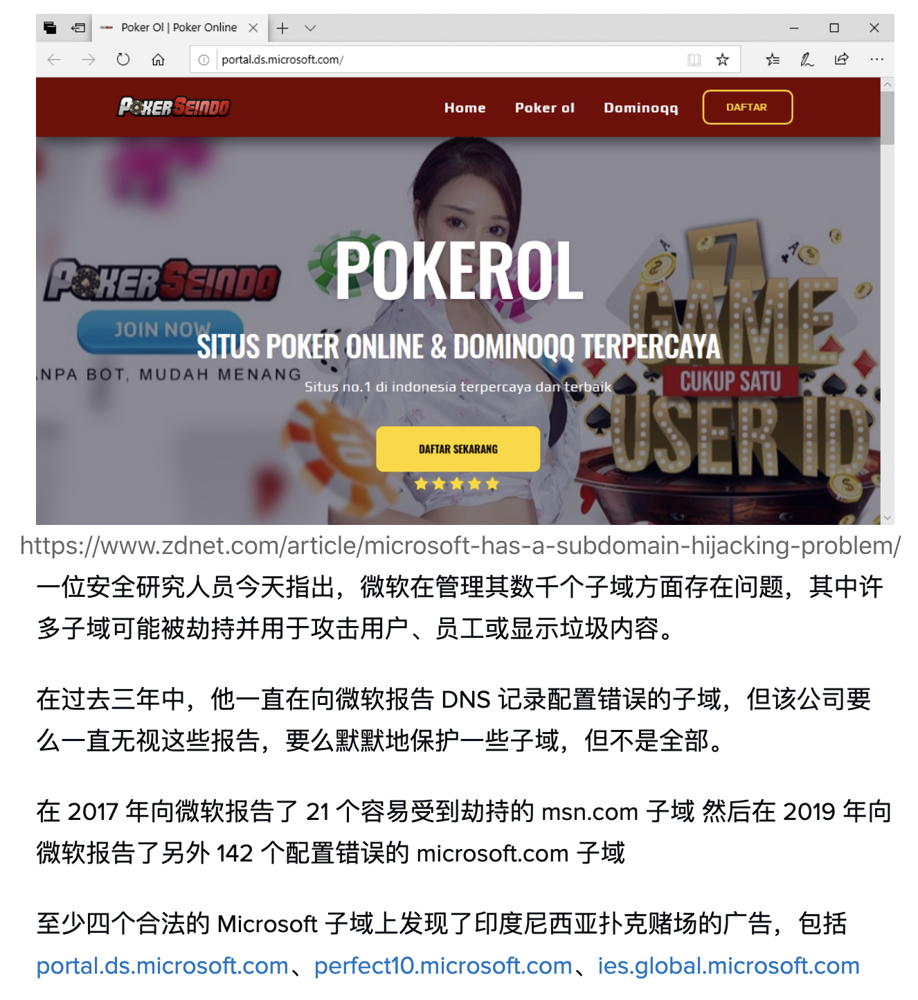 Poker Ol | Poker Online
portal.ds.microsoft.com/
POKERSEINDO
Home
Poker ol
Dominoqq
DAFTAR
POKERSEINDO
JOIN NOW
NPA BOT, MUDAH MENANG
POKEROL
SITUS POKER ONLINE & DOMINOQQ TERPERCAYA
Situs no.1 di indonesia terpercaya dan terbaik
DAFTAR SEKARANG
7
GAME
CUKUP SATU
USER ID
10
https://www.zdnet.com/article/microsoft-has-a-subdomain-hijacking-problem/
一位安全研究人员今天指出，微软在管理其数千个子域方面存在问题，其中许
多子域可能被劫持并用于攻击用户、员工或显示垃圾内容。
在过去三年中，他一直在向微软报告 DNS 记录配置错误的子域，但该公司要
么一直无视这些报告，要么默默地保护一些子域，但不是全部。
在 2017 年向微软报告了 21 个容易受到劫持的 msn.com 子域 然后在 2019 年向
微软报告了另外 142 个配置错误的 microsoft.com 子域
至少四个合法的 Microsoft 子域上发现了印度尼西亚扑克赌场的广告，包括
portal.ds.microsoft.com、perfect10.microsoft.com、ies.global.microsoft.com